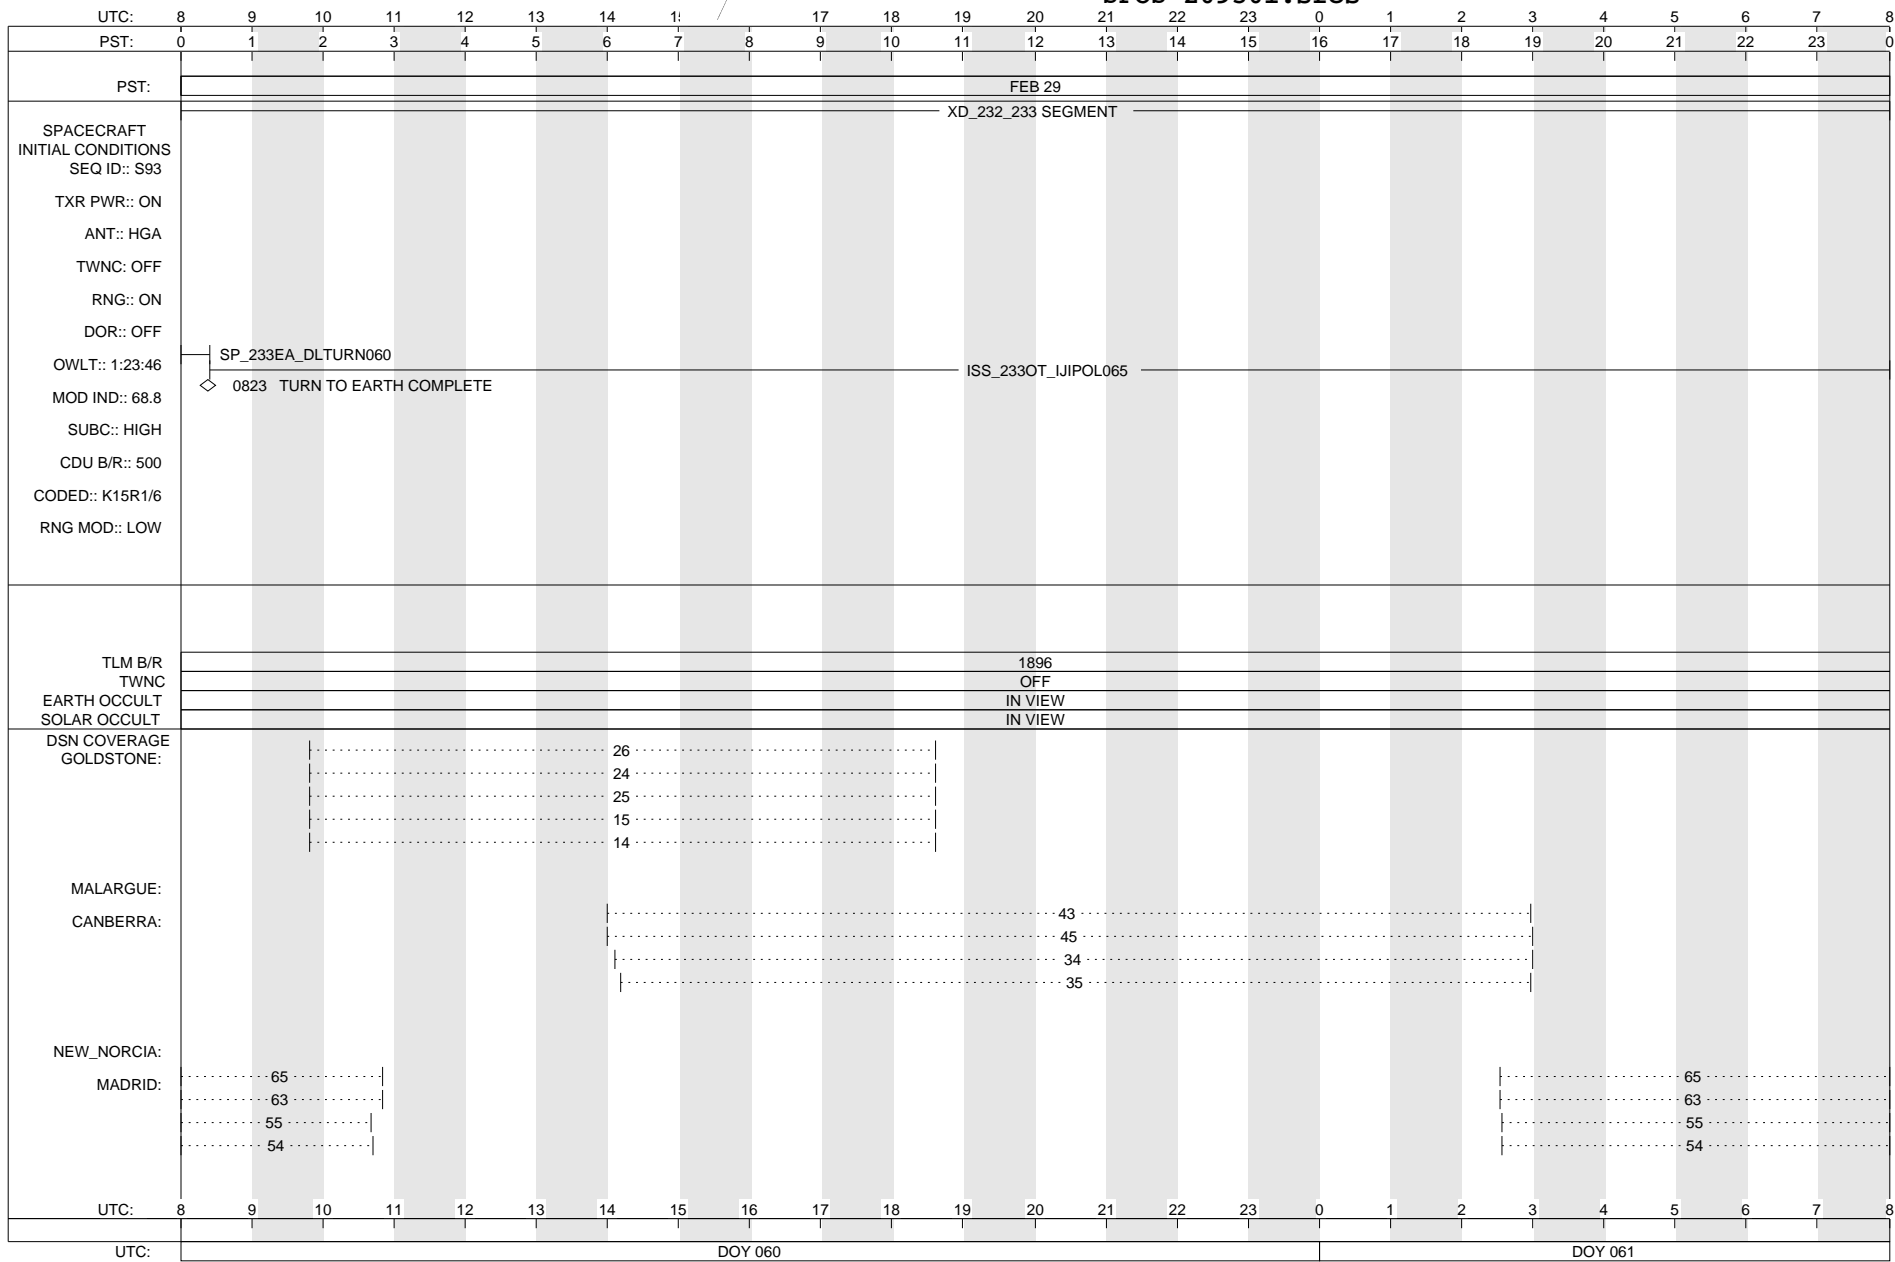 UTC: 8 9 10 11 12 13 14 17 18 19 20 21 22 23 0 1 2 3 4 5 6 7 8
PST: 0 1 2 3 4 5 6 7 8 9 10 11 12 13 14 15 16 17 18 19 20 21 22 23 0
PST: FEB 29
XD_232_233 SEGMENT
SPACECRAFT
INITIAL CONDITIONS
SEQ ID:: S93
TXR PWR:: ON
ANT:: HGA
TWNC: OFF
RNG:: ON
DOR:: OFF
SP_233EA_DLTURN060
OWLT:: 1:23:46
ISS_233OT_IJIPOL065
0823 TURN TO EARTH COMPLETE
MOD IND:: 68.8
SUBC:: HIGH
CDU B/R:: 500
CODED:: K15R1/6
RNG MOD:: LOW
TLM B/R 1896
TWNC OFF
EARTH OCCULT IN VIEW
SOLAR OCCULT IN VIEW
DSN COVERAGE
GOLDSTONE:
26
24
25
15
14
MALARGUE:
CANBERRA:
43
45
34
35
NEW_NORCIA:
MADRID:
65 65
63 63
55 55
54 54
UTC: 8 9 10 11 12 13 14 15 16 17 18 19 20 21 22 23 0 1 2 3 4 5 6 7 8
UTC: DOY 060 DOY 061